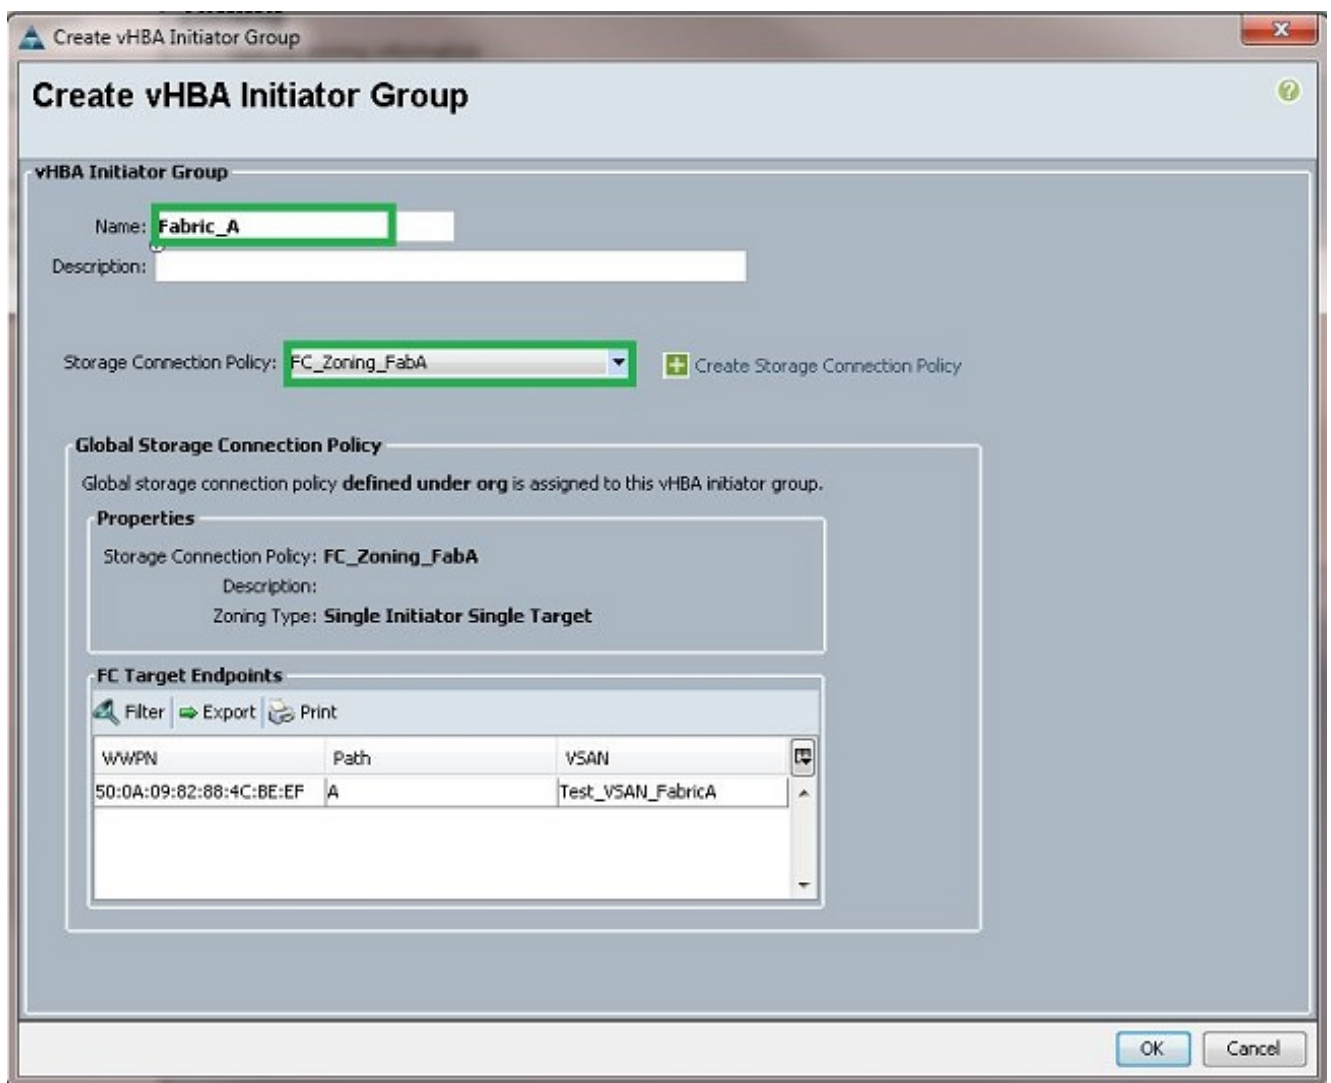 Create vHBA Initiator Group
Create vHBA Initiator Group
vHBA Initiator Group
Name: Fabric_A
Description:
Storage Connection Policy: FC_Zoning_FabA Create Storage Connection Policy
Global Storage Connection Policy
Global storage connection policy defined under org is assigned to this vHBA initiator group.
Properties
Storage Connection Policy: FC_Zoning_FabA
Description:
Zoning Type: Single Initiator Single Target
FC Target Endpoints
Filter Export Print
WWPN Path VSAN
50:0A:09:82:88:4C:BE:EF A Test_VSAN_FabricA
OK Cancel